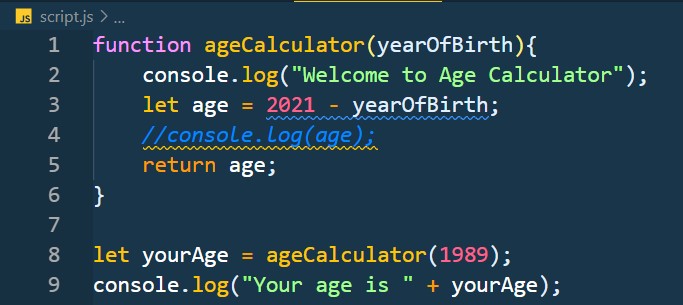 JS script.js > ...
1 function ageCalculator(yearOfBirth){
2     console.log("Welcome to Age Calculator");
3     let age = 2021 - yearOfBirth;
4     //console.log(age);
5     return age;
6 }
7
8 let yourAge = ageCalculator(1989);
9 console.log("Your age is " + yourAge);